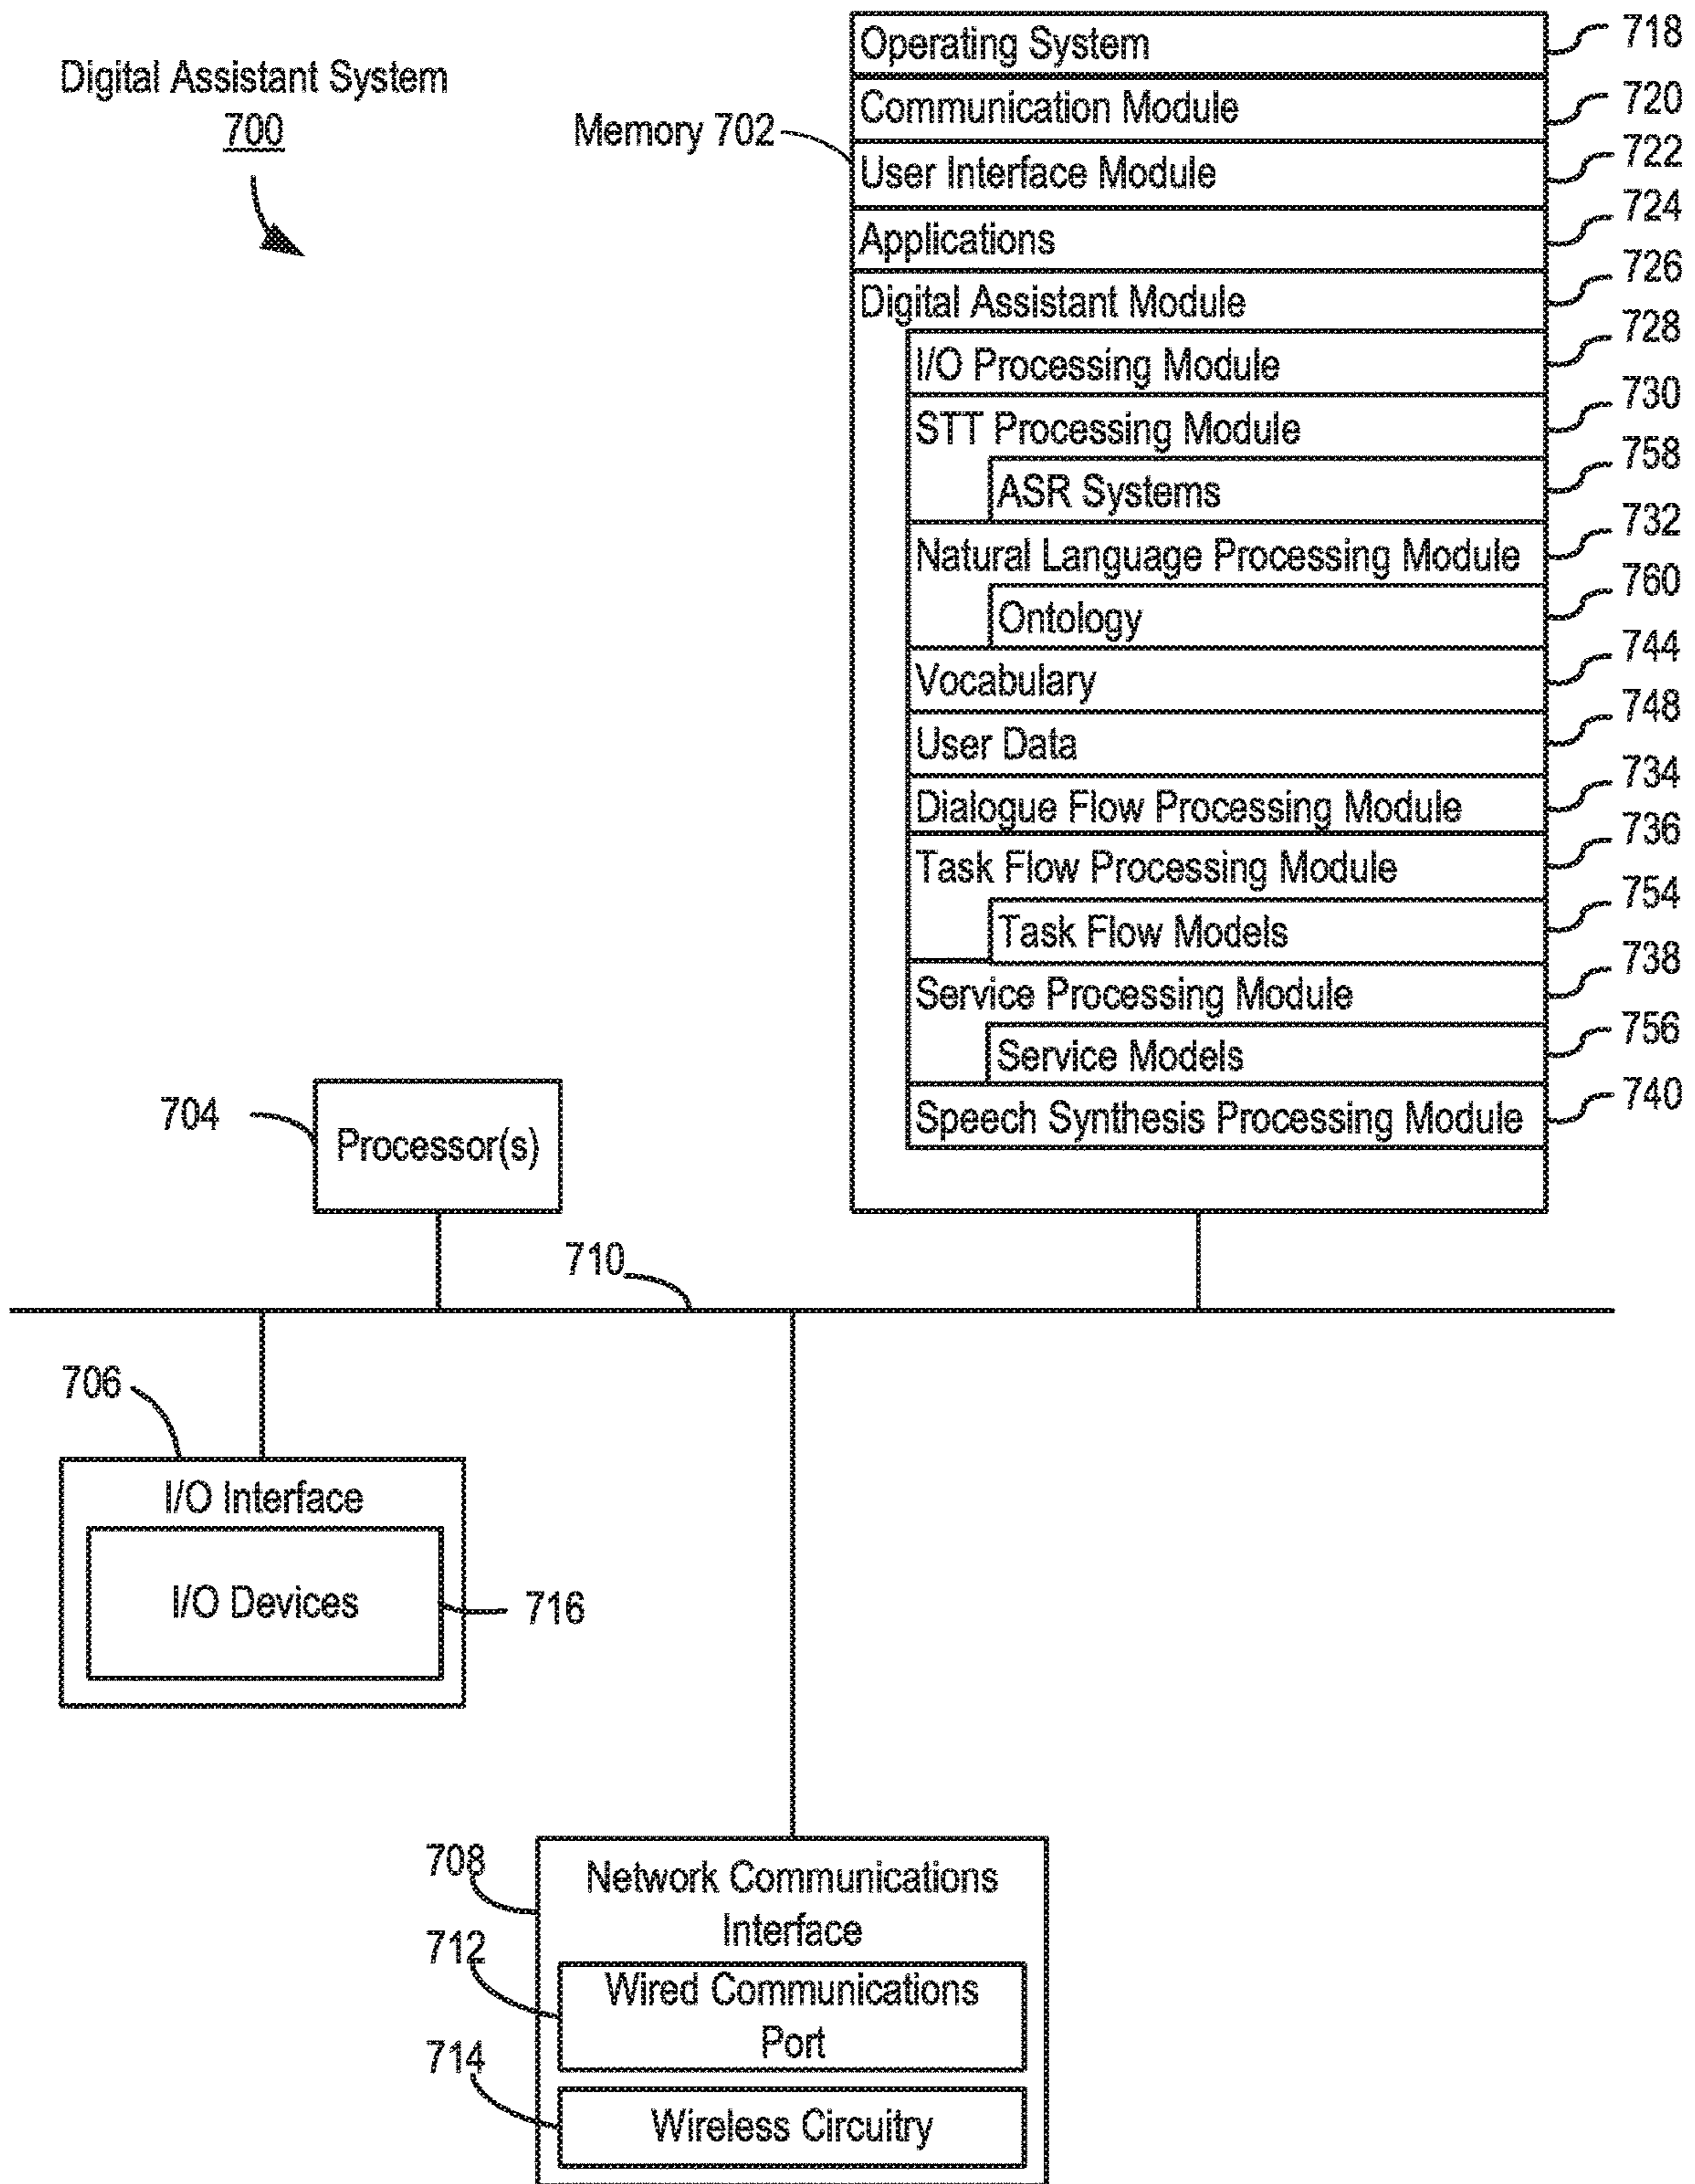 Digital Assistant System
700
Memory 702
Operating System 718
Communication Module 720
User Interface Module 722
Applications 724
Digital Assistant Module 726
I/O Processing Module 728
STT Processing Module 730
ASR Systems 758
Natural Language Processing Module 732
Ontology 760
Vocabulary 744
User Data 748
Dialogue Flow Processing Module 734
Task Flow Processing Module 736
Task Flow Models 754
Service Processing Module 738
Service Models 756
Speech Synthesis Processing Module 740
704
Processor(s)
710
706
I/O Interface
I/O Devices
716
708
Network Communications
Interface
712
Wired Communications
Port
714
Wireless Circuitry